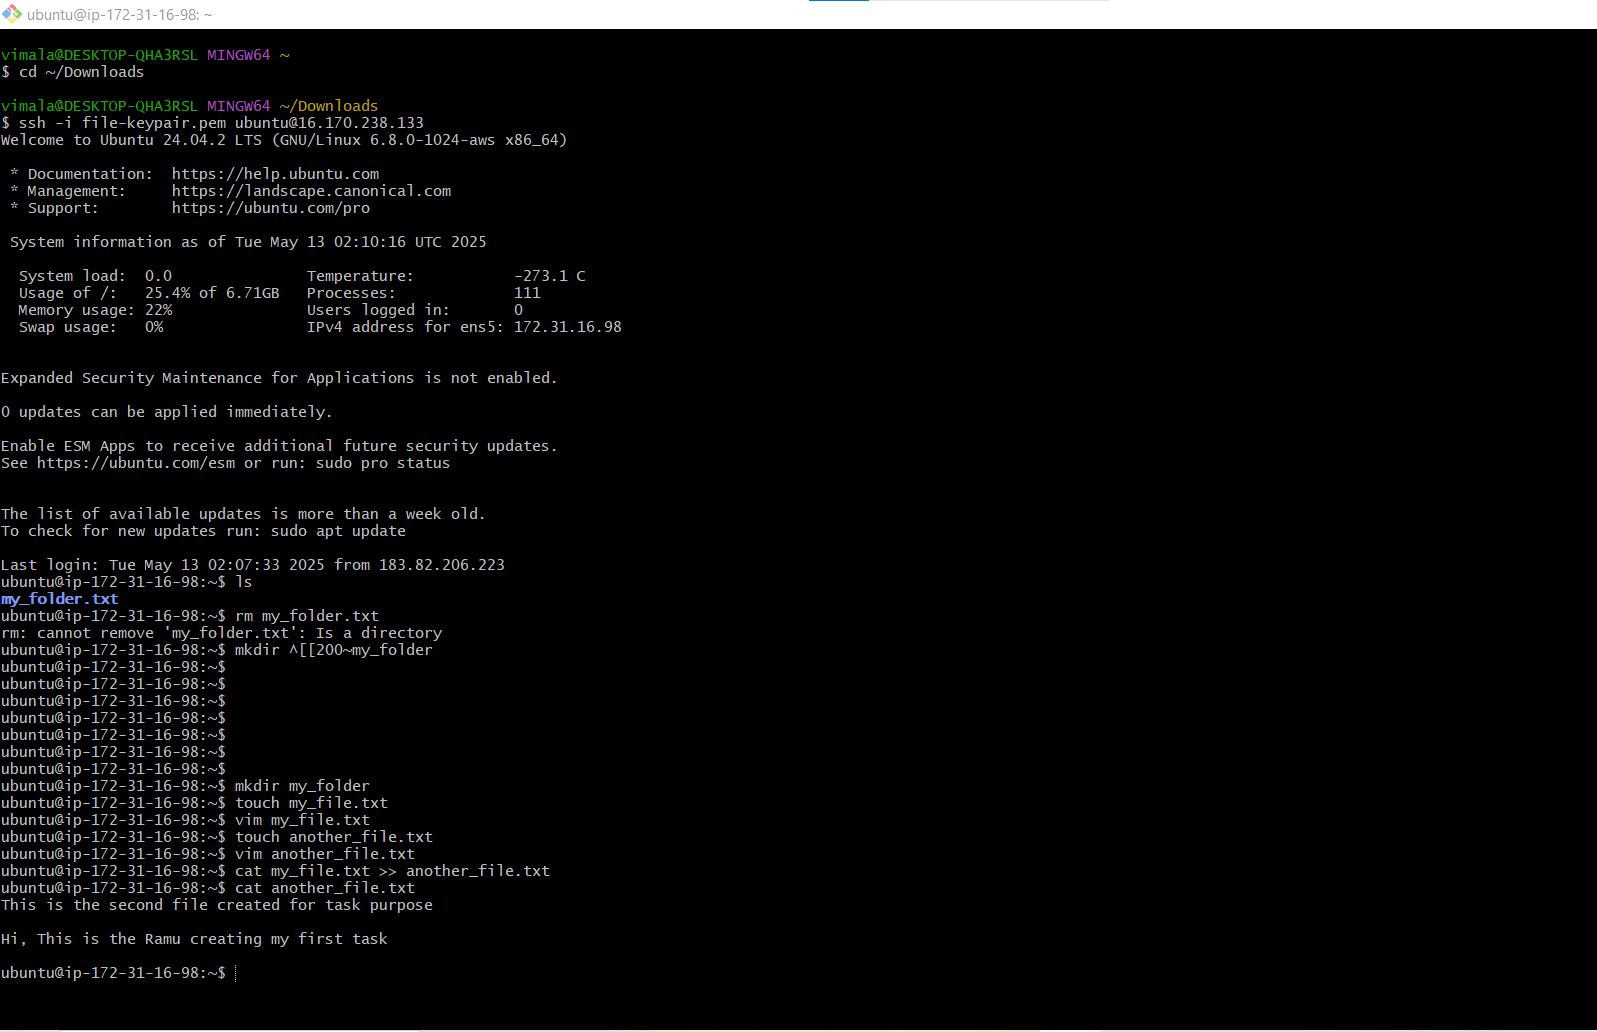 ubuntu@ip-172-31-16-98: ~
vimala@DESKTOP-QHA3RSL MINGW64 ~
$ cd ~/Downloads
vimala@DESKTOP-QHA3RSL MINGW64 ~/Downloads
$ ssh -i file-keypair.pem ubuntu@16.170.238.133
Welcome to Ubuntu 24.04.2 LTS (GNU/Linux 6.8.0-1024-aws x86_64)
* Documentation:  https://help.ubuntu.com
* Management:     https://landscape.canonical.com
* Support:        https://ubuntu.com/pro
System information as of Tue May 13 02:10:16 UTC 2025
System load:  0.0               Temperature:           -273.1 C
Usage of /:   25.4% of 6.71GB   Processes:             111
Memory usage: 22%               Users logged in:       0
Swap usage:   0%                IPv4 address for ens5: 172.31.16.98
Expanded Security Maintenance for Applications is not enabled.
0 updates can be applied immediately.
Enable ESM Apps to receive additional future security updates.
See https://ubuntu.com/esm or run: sudo pro status
The list of available updates is more than a week old.
To check for new updates run: sudo apt update
Last login: Tue May 13 02:07:33 2025 from 183.82.206.223
ubuntu@ip-172-31-16-98:~$ ls
my_folder.txt
ubuntu@ip-172-31-16-98:~$ rm my_folder.txt
rm: cannot remove 'my_folder.txt': Is a directory
ubuntu@ip-172-31-16-98:~$ mkdir ^[[200~my_folder
ubuntu@ip-172-31-16-98:~$
ubuntu@ip-172-31-16-98:~$
ubuntu@ip-172-31-16-98:~$
ubuntu@ip-172-31-16-98:~$
ubuntu@ip-172-31-16-98:~$
ubuntu@ip-172-31-16-98:~$
ubuntu@ip-172-31-16-98:~$
ubuntu@ip-172-31-16-98:~$ mkdir my_folder
ubuntu@ip-172-31-16-98:~$ touch my_file.txt
ubuntu@ip-172-31-16-98:~$ vim my_file.txt
ubuntu@ip-172-31-16-98:~$ touch another_file.txt
ubuntu@ip-172-31-16-98:~$ vim another_file.txt
ubuntu@ip-172-31-16-98:~$ cat my_file.txt >> another_file.txt
ubuntu@ip-172-31-16-98:~$ cat another_file.txt
This is the second file created for task purpose
Hi, This is the Ramu creating my first task
ubuntu@ip-172-31-16-98:~$